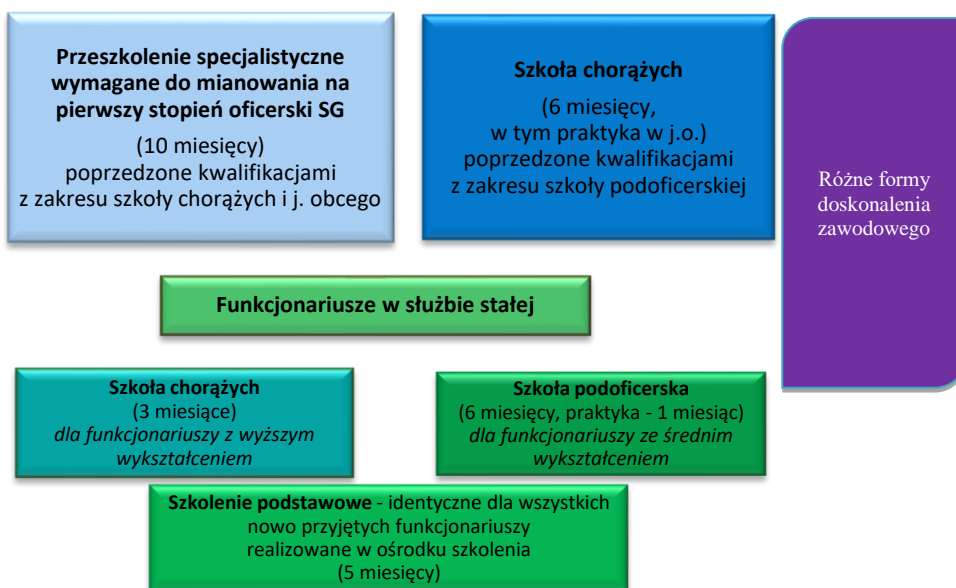 Przeszkolenie specjalistyczne
wymagane do mianowania na
pierwszy stopień oficerski SG
(10 miesięcy)
poprzedzone kwalifikacjami
z zakresu szkoły chorążych i j. obcego
Szkoła chorążych
(6 miesięcy,
w tym praktyka w j.o.)
poprzedzone kwalifikacjami
z zakresu szkoły podoficerskiej
Różne formy
doskonalenia
zawodowego
Funkcjonariusze w służbie stałej
Szkoła chorążych
(3 miesiące)
dla funkcjonariuszy z wyższym
wykształceniem
Szkoła podoficerska
(6 miesięcy, praktyka - 1 miesiąc)
dla funkcjonariuszy ze średnim
wykształceniem
Szkolenie podstawowe - identyczne dla wszystkich
nowo przyjętych funkcjonariuszy
realizowane w ośrodku szkolenia
(5 miesięcy)